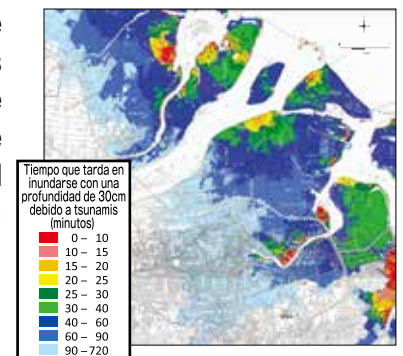 Tiempo que tarda en
inundarse con una
profundidad de 30cm
debido a tsunamis
(minutos)
0 – 10
10 – 15
15 – 20
20 – 25
25 – 30
30 – 40
40 – 60
60 – 90
90 – 720